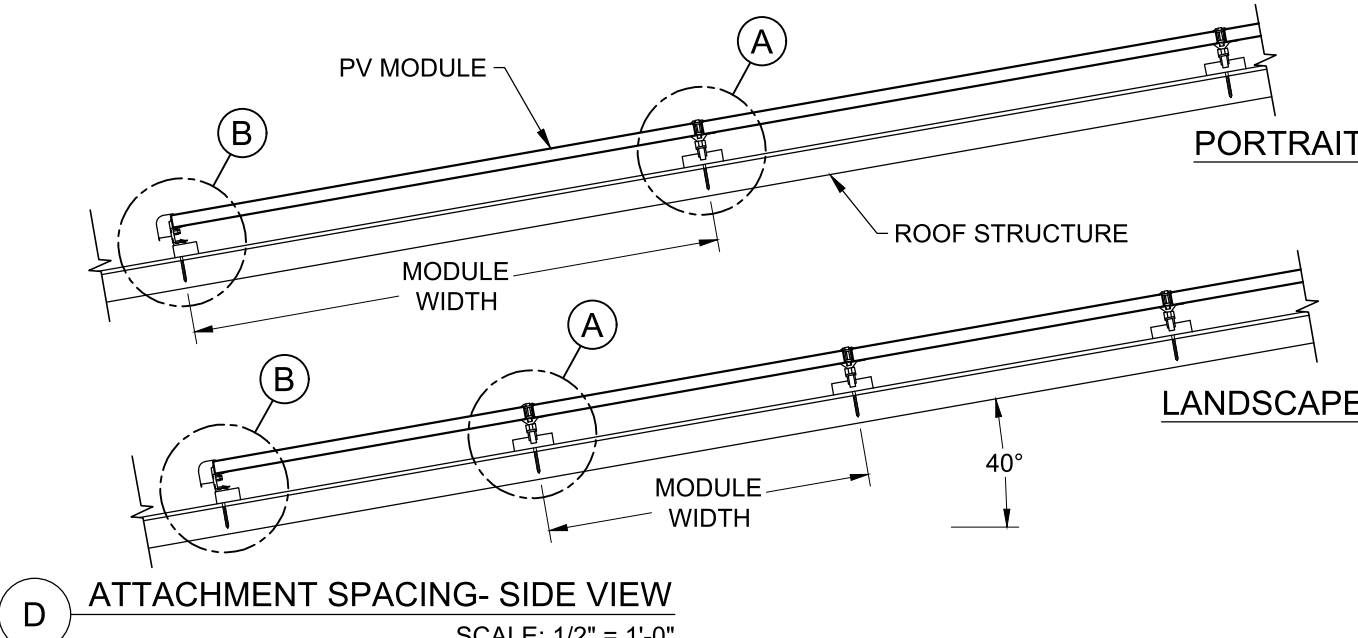 A
PV MODULE
B
PORTRAIT
ROOF STRUCTURE
MODULE
WIDTH
A
B
LANDSCAPE
40°
MODULE
WIDTH
D
ATTACHMENT SPACING- SIDE VIEW
SCALE: 1/2" = 1'-0"